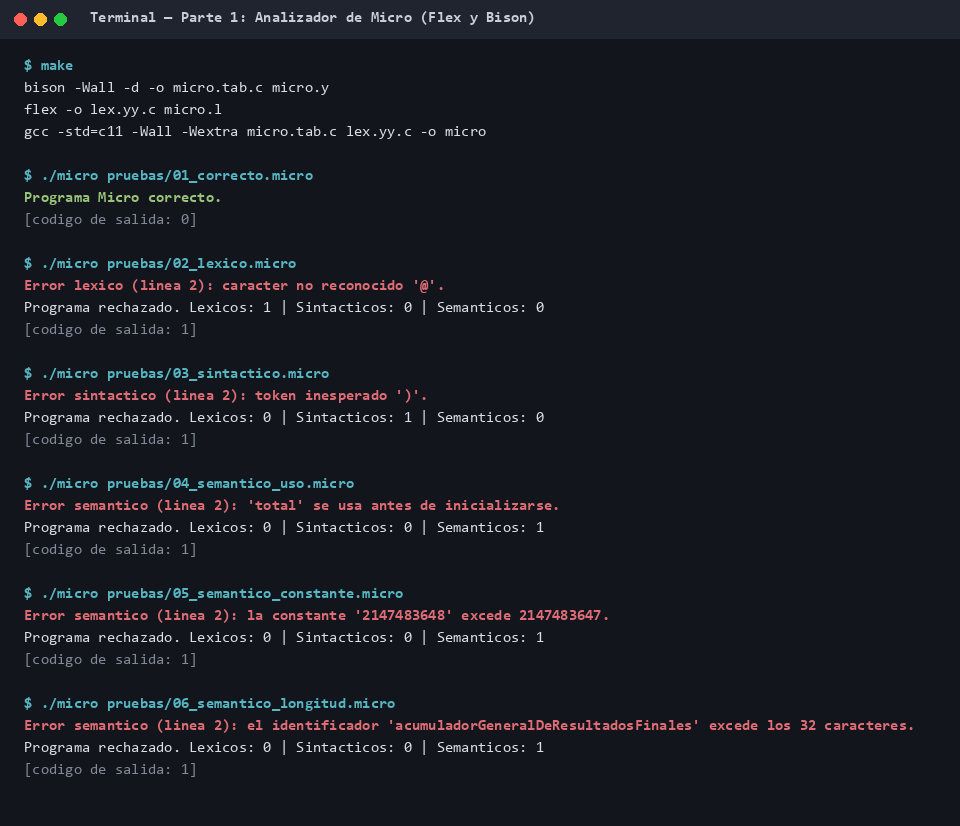 Terminal — Parte 1: Analizador de Micro (Flex y Bison)
$ make
bison -Wall -d -o micro.tab.c micro.y
flex -o lex.yy.c micro.l
gcc -std=c11 -Wall -Wextra micro.tab.c lex.yy.c -o micro
$ ./micro pruebas/01_correcto.micro
Programa Micro correcto.
[codigo de salida: 0]
$ ./micro pruebas/02_lexico.micro
Error lexico (linea 2): caracter no reconocido '@'.
Programa rechazado. Lexicos: 1 | Sintacticos: 0 | Semanticos: 0
[codigo de salida: 1]
$ ./micro pruebas/03_sintactico.micro
Error sintactico (linea 2): token inesperado ')'.
Programa rechazado. Lexicos: 0 | Sintacticos: 1 | Semanticos: 0
[codigo de salida: 1]
$ ./micro pruebas/04_semantico_uso.micro
Error semantico (linea 2): 'total' se usa antes de inicializarse.
Programa rechazado. Lexicos: 0 | Sintacticos: 0 | Semanticos: 1
[codigo de salida: 1]
$ ./micro pruebas/05_semantico_constante.micro
Error semantico (linea 2): la constante '2147483648' excede 2147483647.
Programa rechazado. Lexicos: 0 | Sintacticos: 0 | Semanticos: 1
[codigo de salida: 1]
$ ./micro pruebas/06_semantico_longitud.micro
Error semantico (linea 2): el identificador 'acumuladorGeneralDeResultadosFinales' excede los 32 caracteres.
Programa rechazado. Lexicos: 0 | Sintacticos: 0 | Semanticos: 1
[codigo de salida: 1]